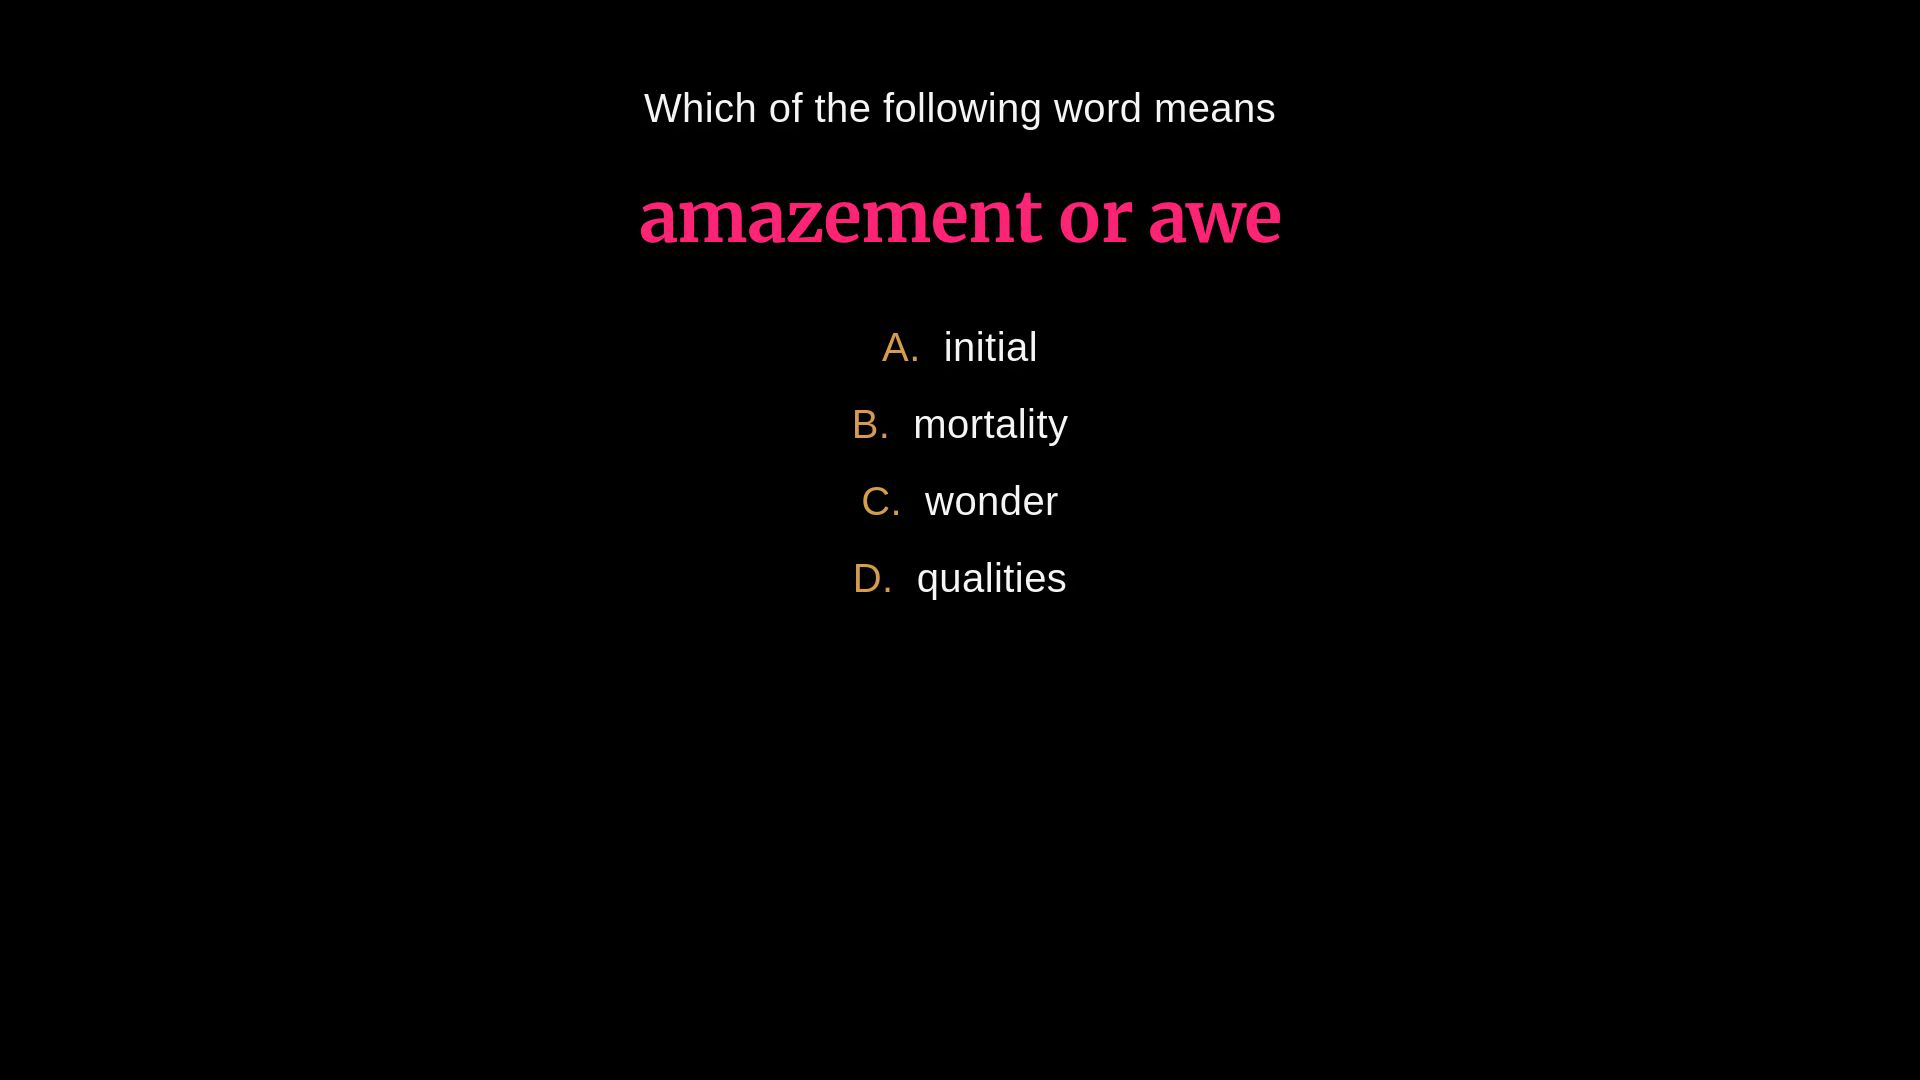 Which of the following word means
amazement or awe
A. initial
B. mortality
C. wonder
D. qualities